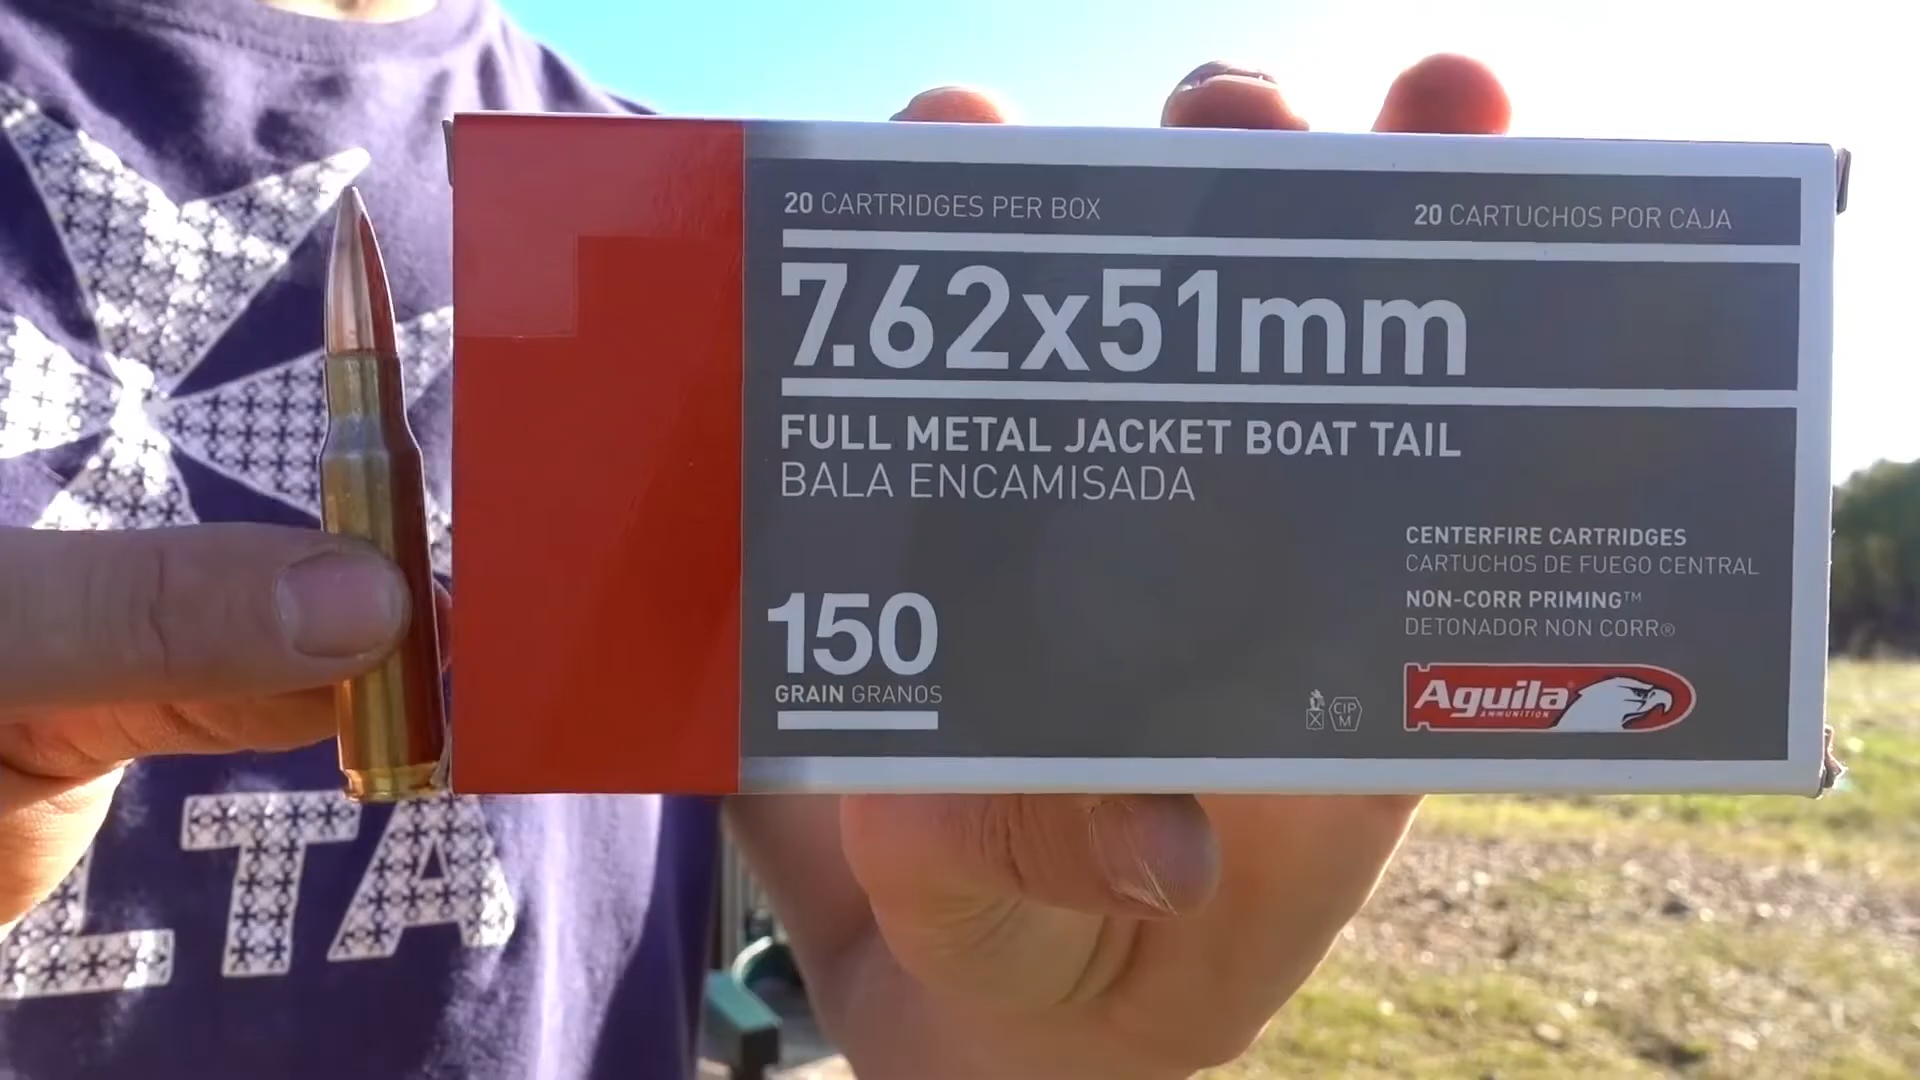 20 CARTRIDGES PER BOX
20 CARTUCHOS POR CAJA
7.62x51mm
FULL METAL JACKET BOAT TAIL
BALA ENCAMISADA
CENTERFIRE CARTRIDGES
CARTUCHOS DE FUEGO CENTRAL
NON-CORR PRIMING™
DETONADOR NON CORR®
150
GRAIN GRANOS
X
CIP
M
Aguila®
AMMUNITION
LTA